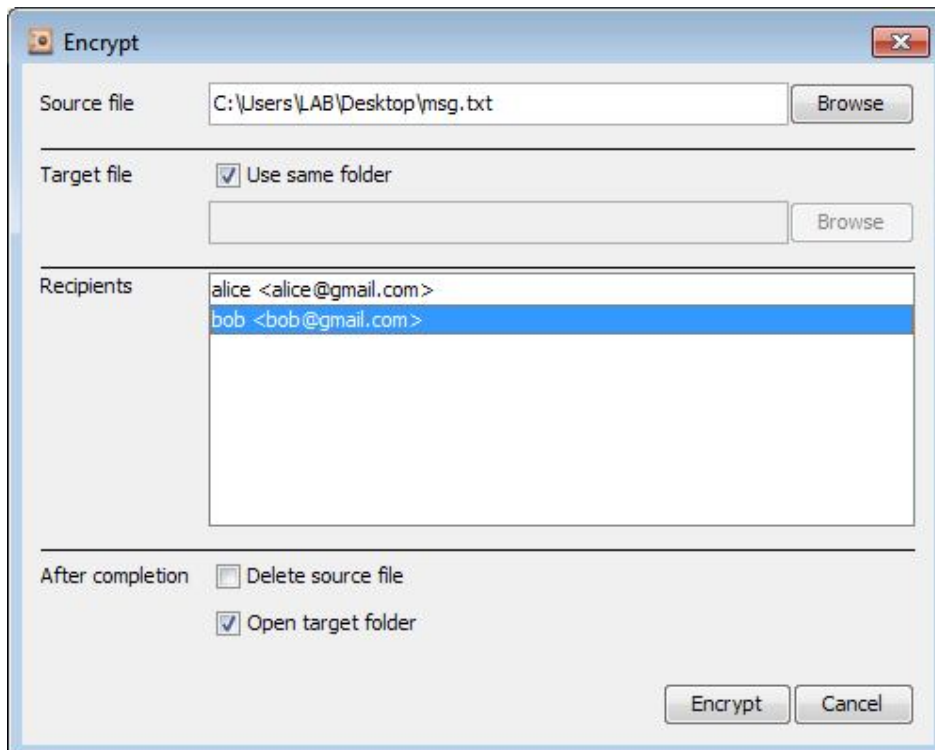 Encrypt
Source file C:\Users\LAB\Desktop\msg.txt Browse
Target file Use same folder
Browse
Recipients alice <alice@gmail.com>
bob <bob@gmail.com>
After completion Delete source file
Open target folder
Encrypt Cancel